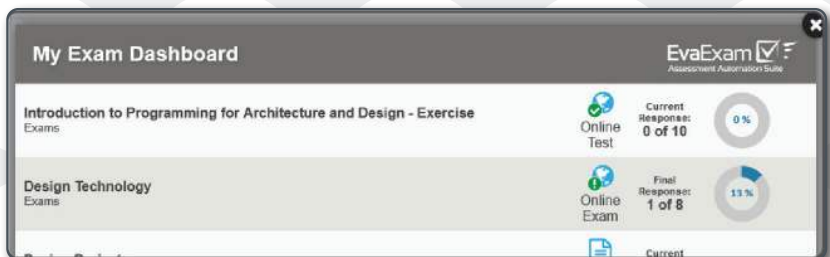 My Exam Dashboard
EvaExam
Assessment Automation Suite
Introduction to Programming for Architecture and Design - Exercise
Exams
Online
Test
Current
Response:
0 of 10
0 %
Design Technology
Exams
Online
Exam
Final
Response:
1 of 8
13 %
Current